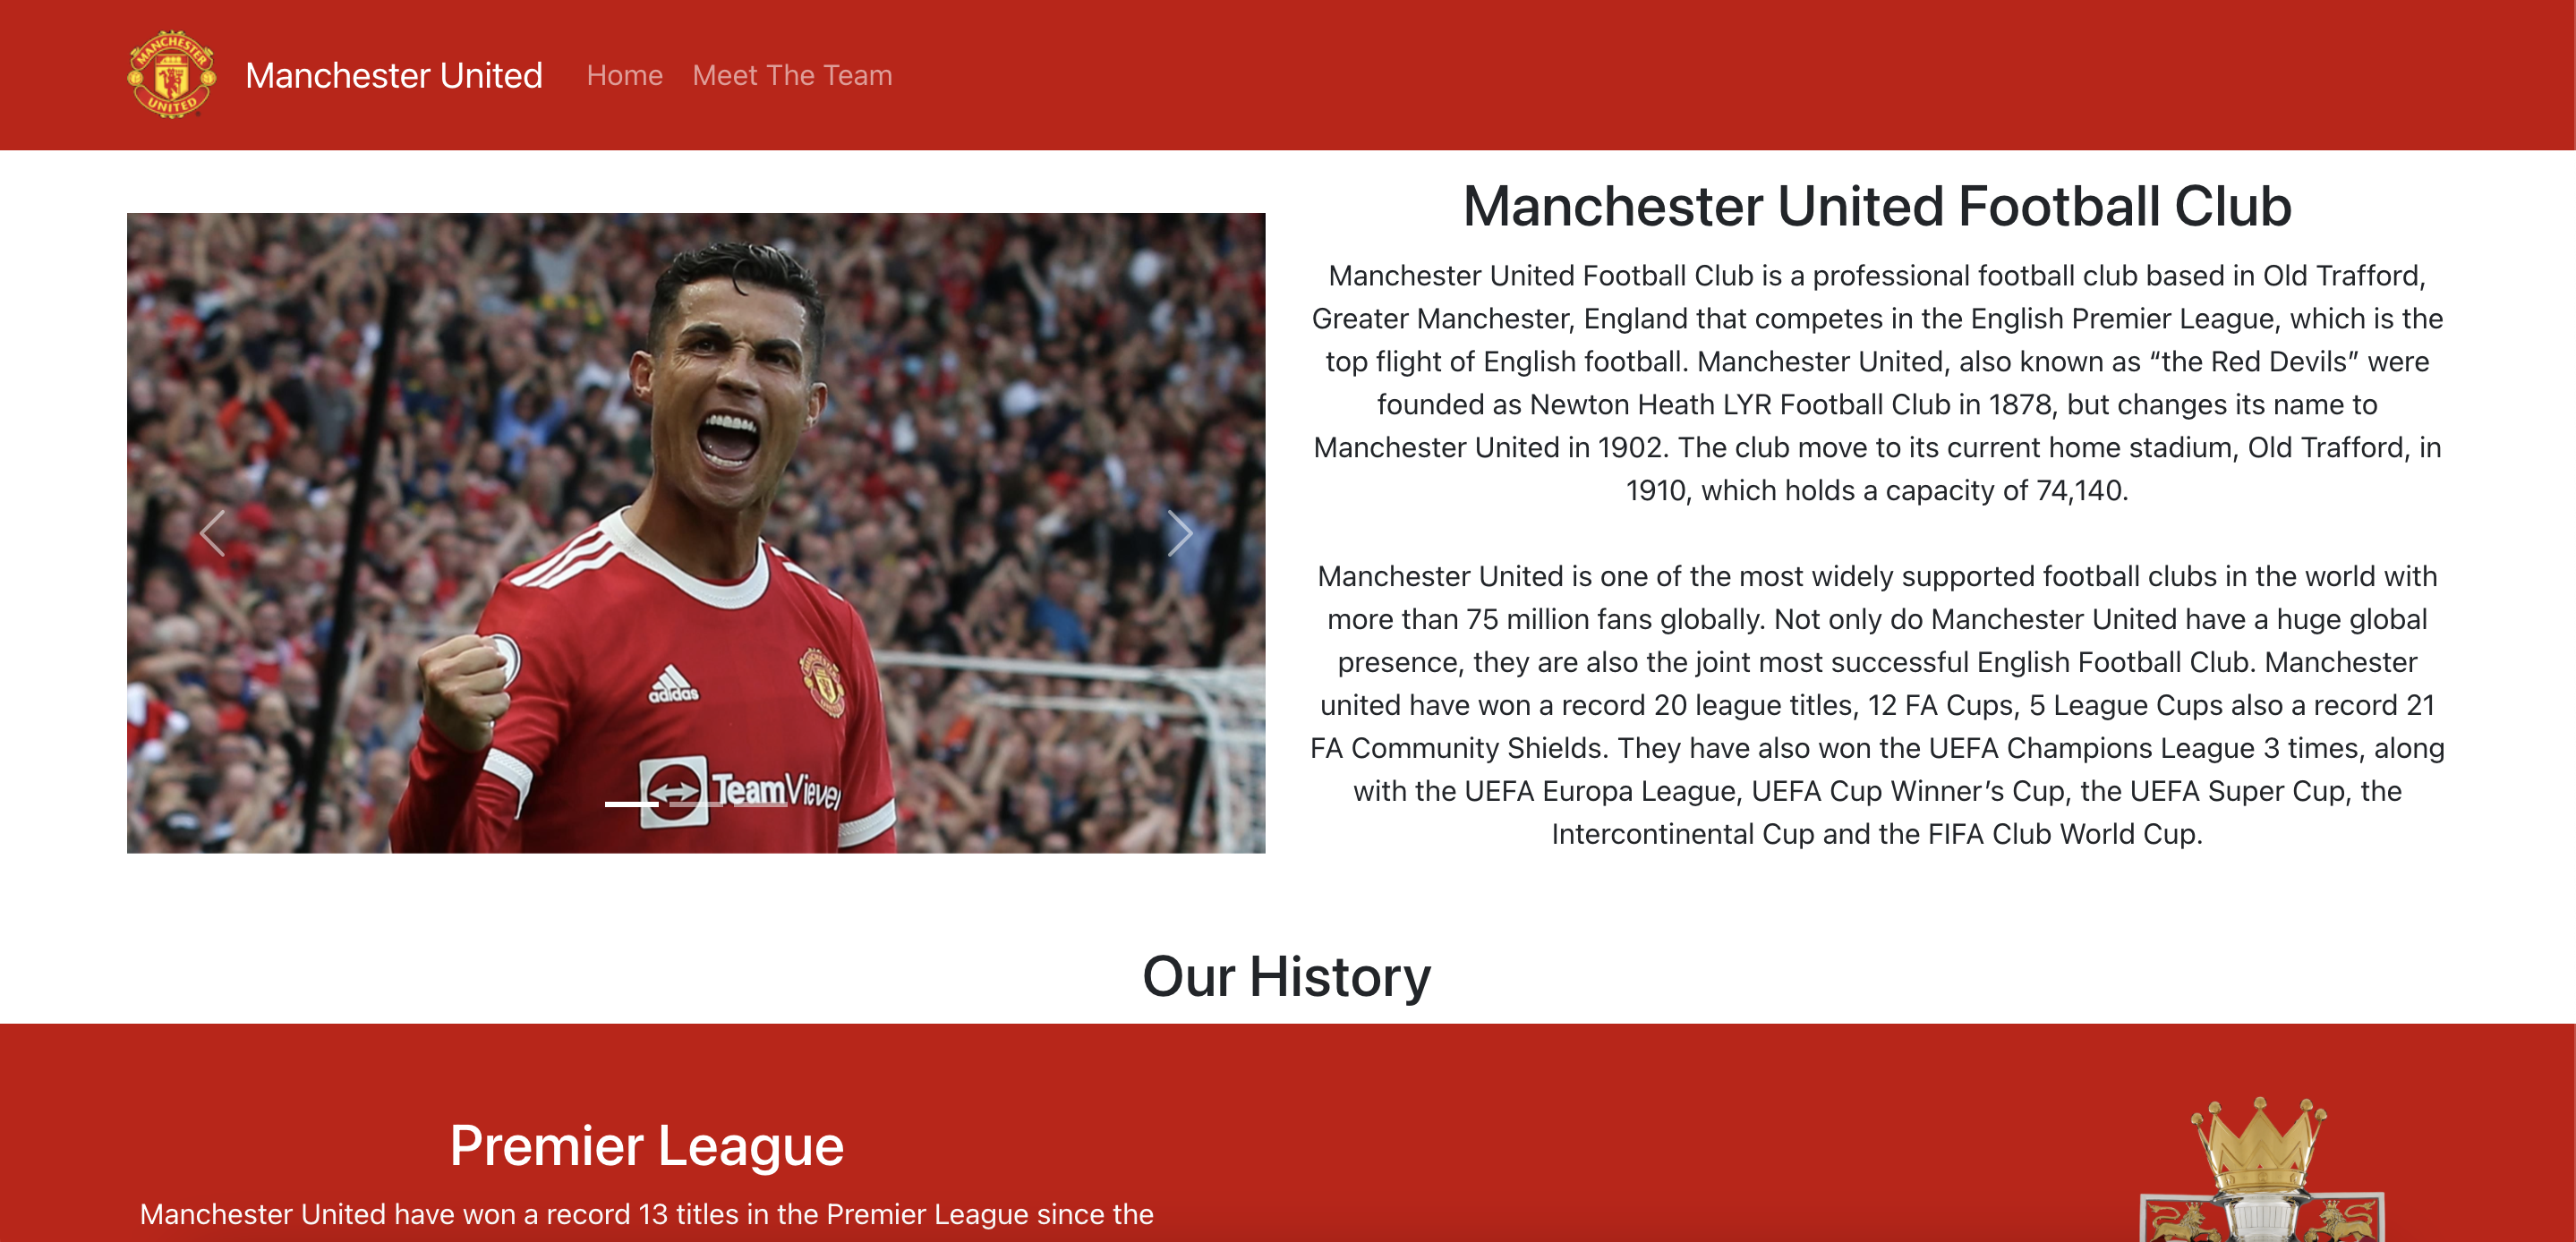 MANCHESTER
UNITED
Manchester United
Home
Meet The Team
adidas
TeamViewer
Manchester United Football Club
Manchester United Football Club is a professional football club based in Old Trafford,
Greater Manchester, England that competes in the English Premier League, which is the
top flight of English football. Manchester United, also known as “the Red Devils” were
founded as Newton Heath LYR Football Club in 1878, but changes its name to
Manchester United in 1902. The club move to its current home stadium, Old Trafford, in
1910, which holds a capacity of 74,140.
Manchester United is one of the most widely supported football clubs in the world with
more than 75 million fans globally. Not only do Manchester United have a huge global
presence, they are also the joint most successful English Football Club. Manchester
united have won a record 20 league titles, 12 FA Cups, 5 League Cups also a record 21
FA Community Shields. They have also won the UEFA Champions League 3 times, along
with the UEFA Europa League, UEFA Cup Winner’s Cup, the UEFA Super Cup, the
Intercontinental Cup and the FIFA Club World Cup.
Our History
Premier League
Manchester United have won a record 13 titles in the Premier League since the